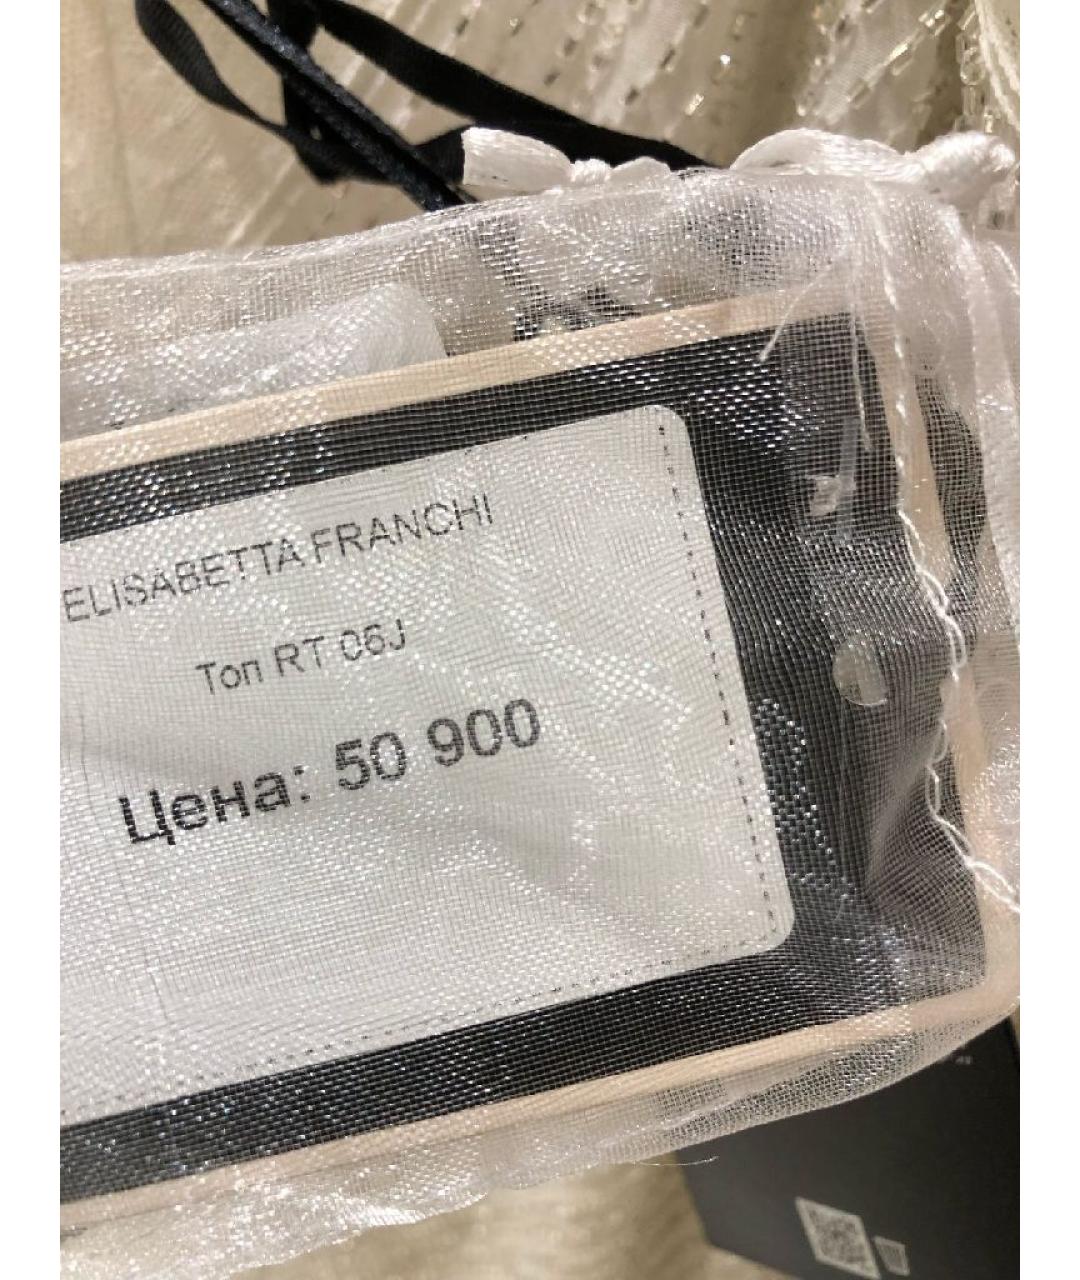 ELISABETTA FRANCHI
Топ RT 06J
Цена: 50 900